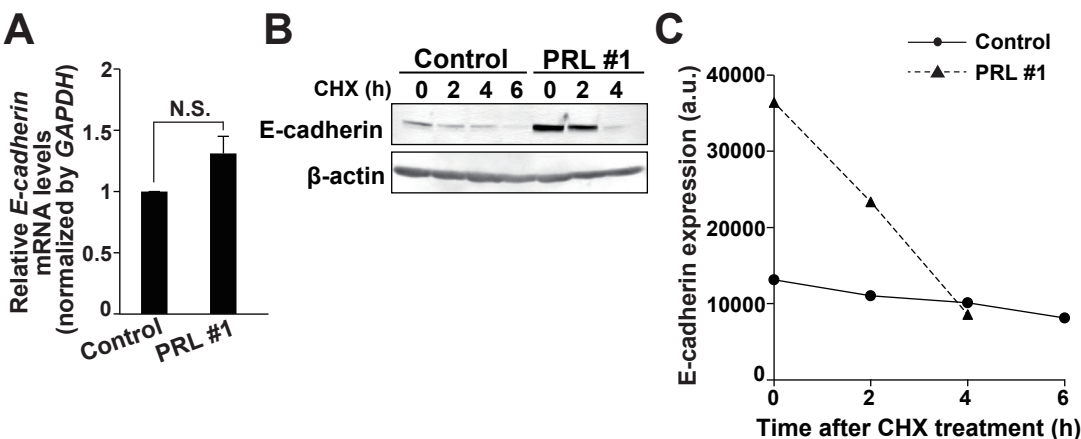 A
Relative E-cadherin
mRNA levels
(normalized by GAPDH)
2
1.5
1
0.5
0
N.S.
Control
PRL #1
B
Control PRL #1
CHX (h) 0 2 4 6 0 2 4
E-cadherin
β-actin
C
Control
PRL #1
E-cadherin expression (a.u.)
40000
30000
20000
10000
0
0 2 4 6
Time after CHX treatment (h)